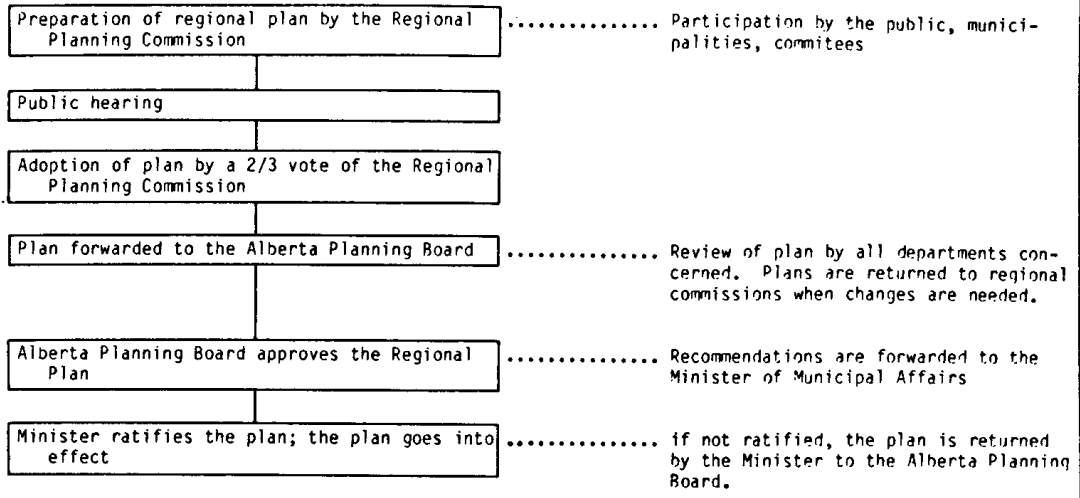 Preparation of regional plan by the Regional
Planning Commission
............... Participation by the public, munici-
palities, commitees
Public hearing
Adoption of plan by a 2/3 vote of the Regional
Planning Commission
Plan forwarded to the Alberta Planning Board
............... Review of plan by all departments con-
cerned. Plans are returned to regional
commissions when changes are needed.
Alberta Planning Board approves the Regional
Plan
............... Recommendations are forwarded to the
Minister of Municipal Affairs
Minister ratifies the plan; the plan goes into
effect
............... if not ratified, the plan is returned
by the Minister to the Alberta Planning
Board.